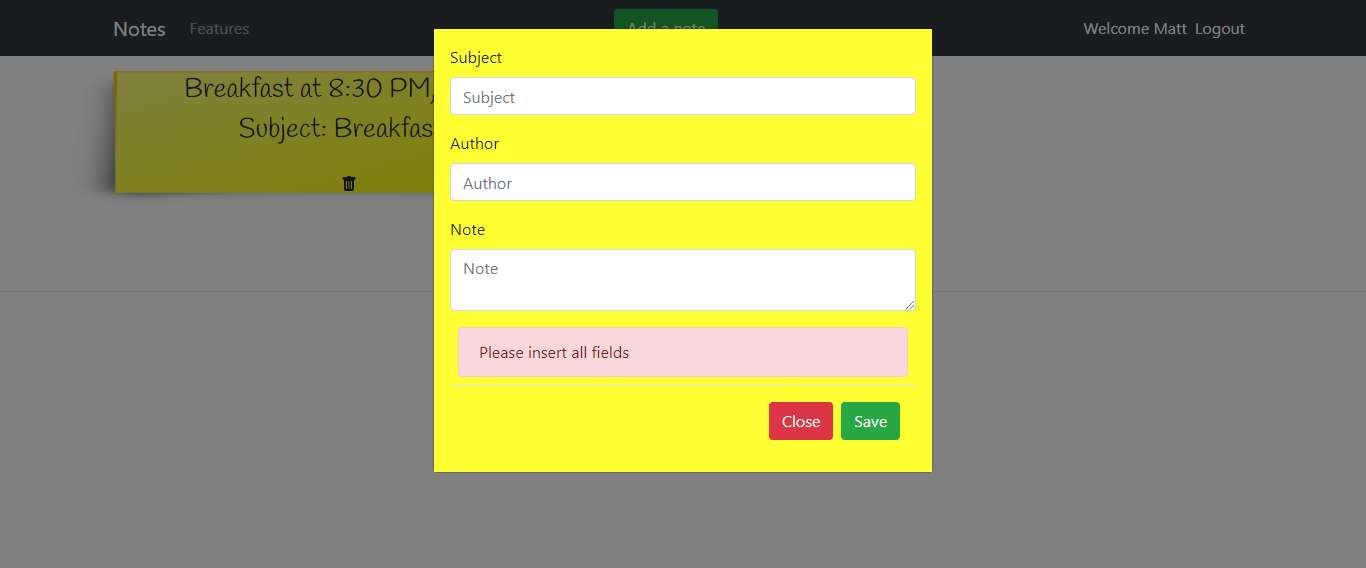 Notes Features Add a note Welcome Matt Logout
Breakfast at 8:30 PM,
Subject:
Subject
Subject
Author
Author
Note
Note
Please insert all fields
Close Save